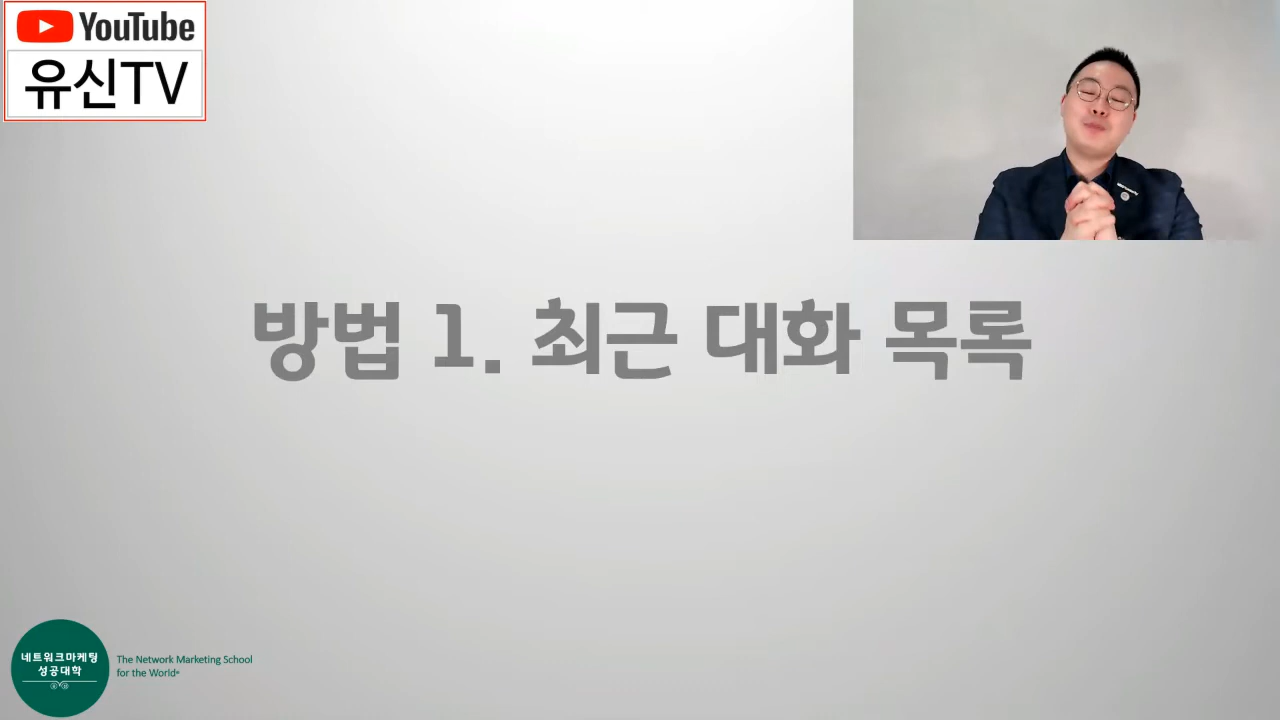 YouTube
유신TV
방법 1. 최근 대화 목록
네트워크마케팅
성공대학
The Network Marketing School
for the World®